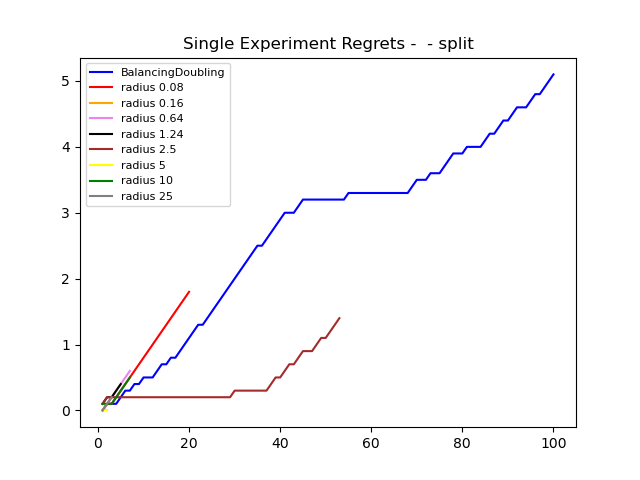 Single Experiment Regrets -  - split
BalancingDoubling
radius 0.08
radius 0.16
radius 0.64
radius 1.24
radius 2.5
radius 5
radius 10
radius 25
5
4
3
2
1
0
0 20 40 60 80 100